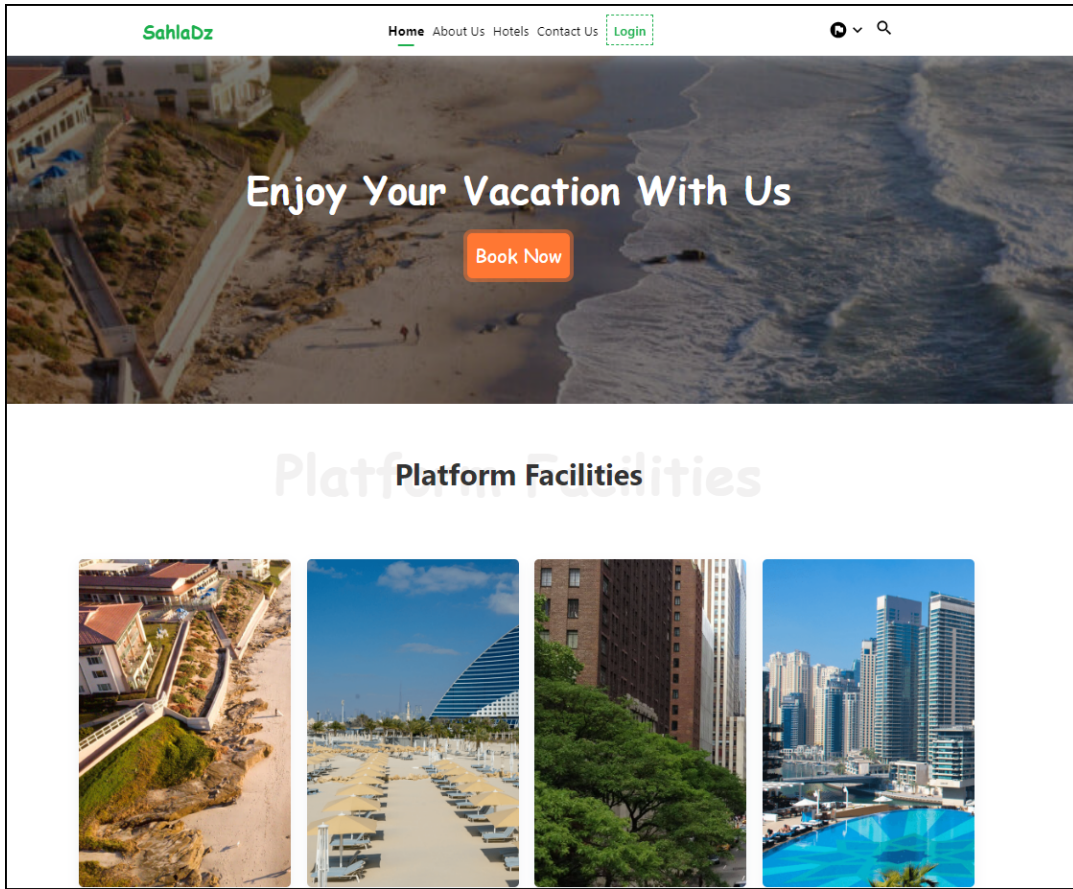 SahlaDz
Home About Us Hotels Contact Us Login
Enjoy Your Vacation With Us
Book Now
Platform Facilities
Platform Facilities